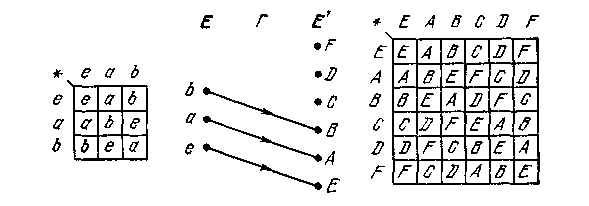 * e a b
e e a b
a a b e
b b e a
E Γ E'
F
D
C
b B
a A
e E
* E A B C D F
E E A B C D F
A A B E F C D
B B E A D F C
C C D F E A B
D D F C B E A
F F C D A B E